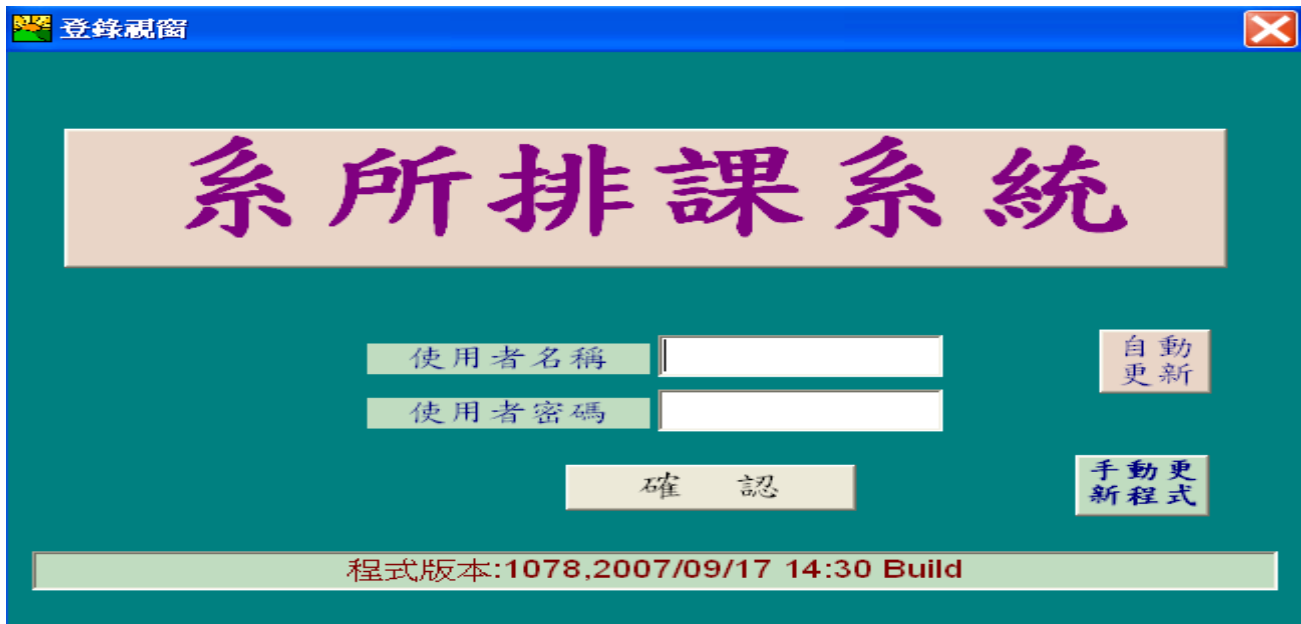 登錄視窗
系所排課系統
使用者名稱
自動
更新
使用者密碼
確 認
手動更
新程式
程式版本:1078,2007/09/17 14:30 Build